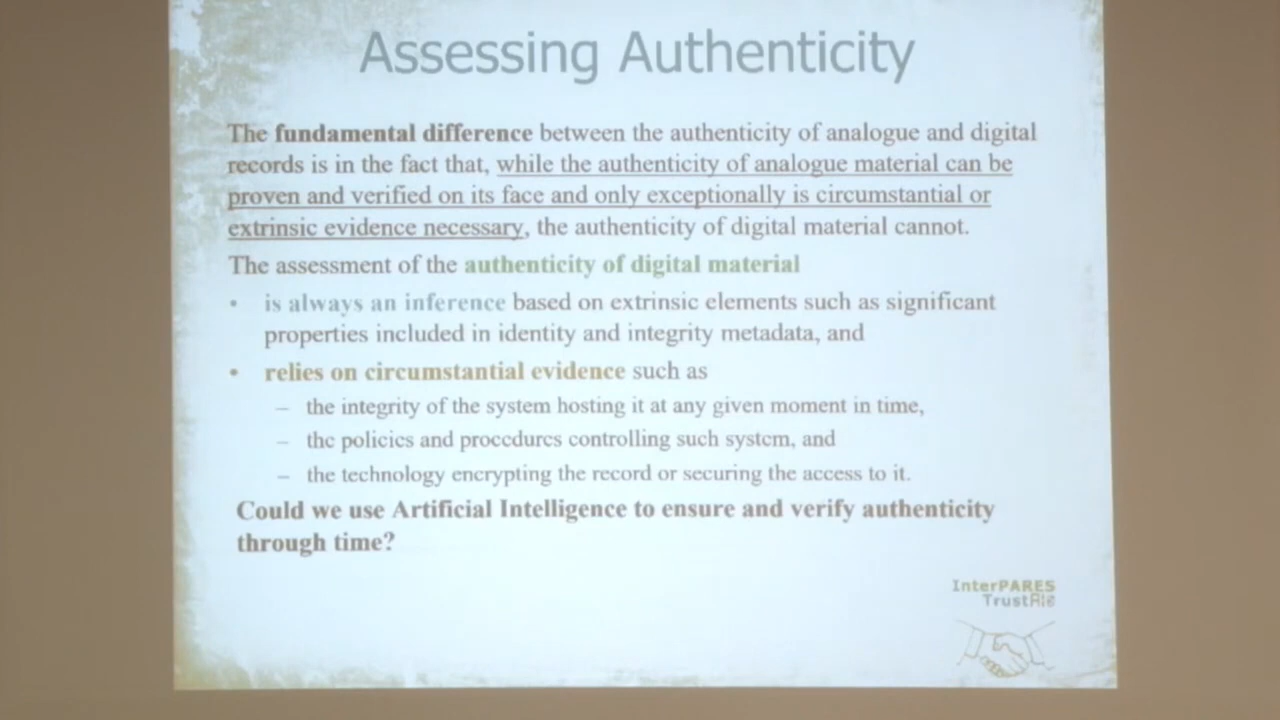 Assessing Authenticity
The fundamental difference between the authenticity of analogue and digital
records is in the fact that, while the authenticity of analogue material can be
proven and verified on its face and only exceptionally is circumstantial or
extrinsic evidence necessary, the authenticity of digital material cannot.
The assessment of the authenticity of digital material
• is always an inference based on extrinsic elements such as significant
properties included in identity and integrity metadata, and
• relies on circumstantial evidence such as
– the integrity of the system hosting it at any given moment in time,
– the policies and procedures controlling such system, and
– the technology encrypting the record or securing the access to it.
Could we use Artificial Intelligence to ensure and verify authenticity
through time?
InterPARES
Trust